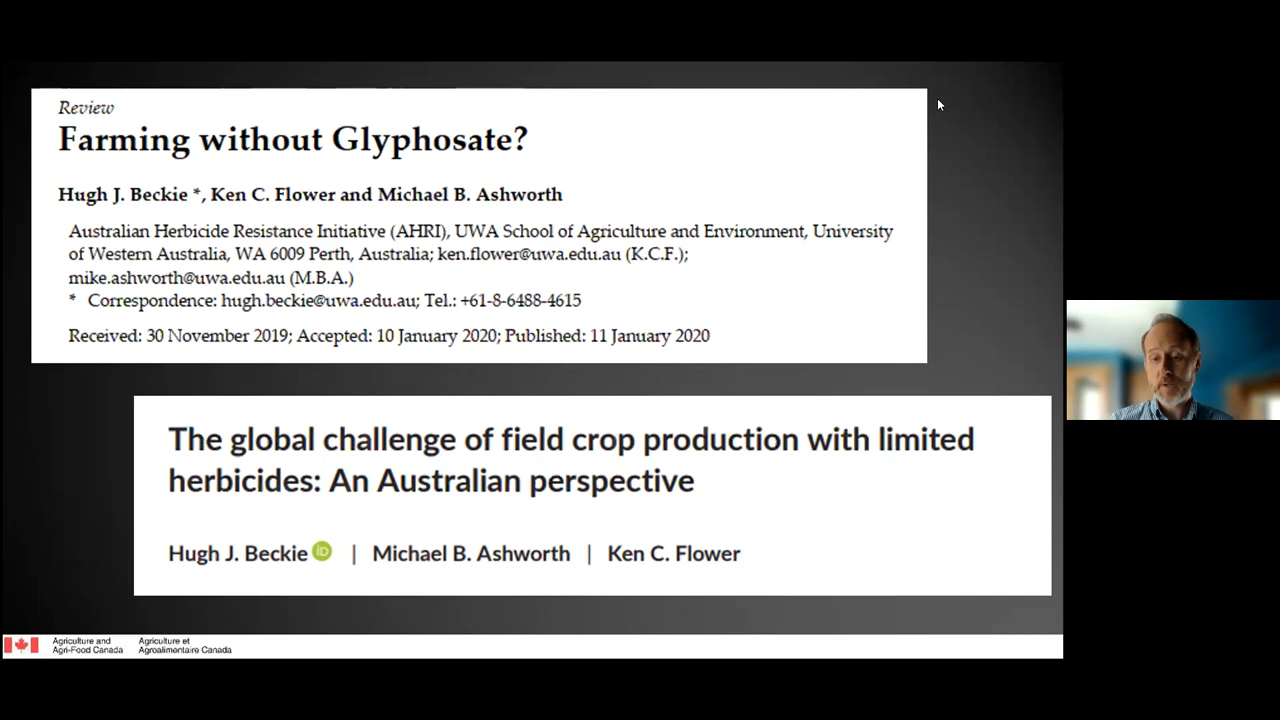 Review
Farming without Glyphosate?
Hugh J. Beckie *, Ken C. Flower and Michael B. Ashworth
Australian Herbicide Resistance Initiative (AHRI), UWA School of Agriculture and Environment, University
of Western Australia, WA 6009 Perth, Australia; ken.flower@uwa.edu.au (K.C.F.);
mike.ashworth@uwa.edu.au (M.B.A.)
* Correspondence: hugh.beckie@uwa.edu.au; Tel.: +61-8-6488-4615
Received: 30 November 2019; Accepted: 10 January 2020; Published: 11 January 2020
The global challenge of field crop production with limited
herbicides: An Australian perspective
Hugh J. Beckie iD | Michael B. Ashworth | Ken C. Flower
Agriculture and Agriculture et
Agri-Food Canada Agroalimentaire Canada